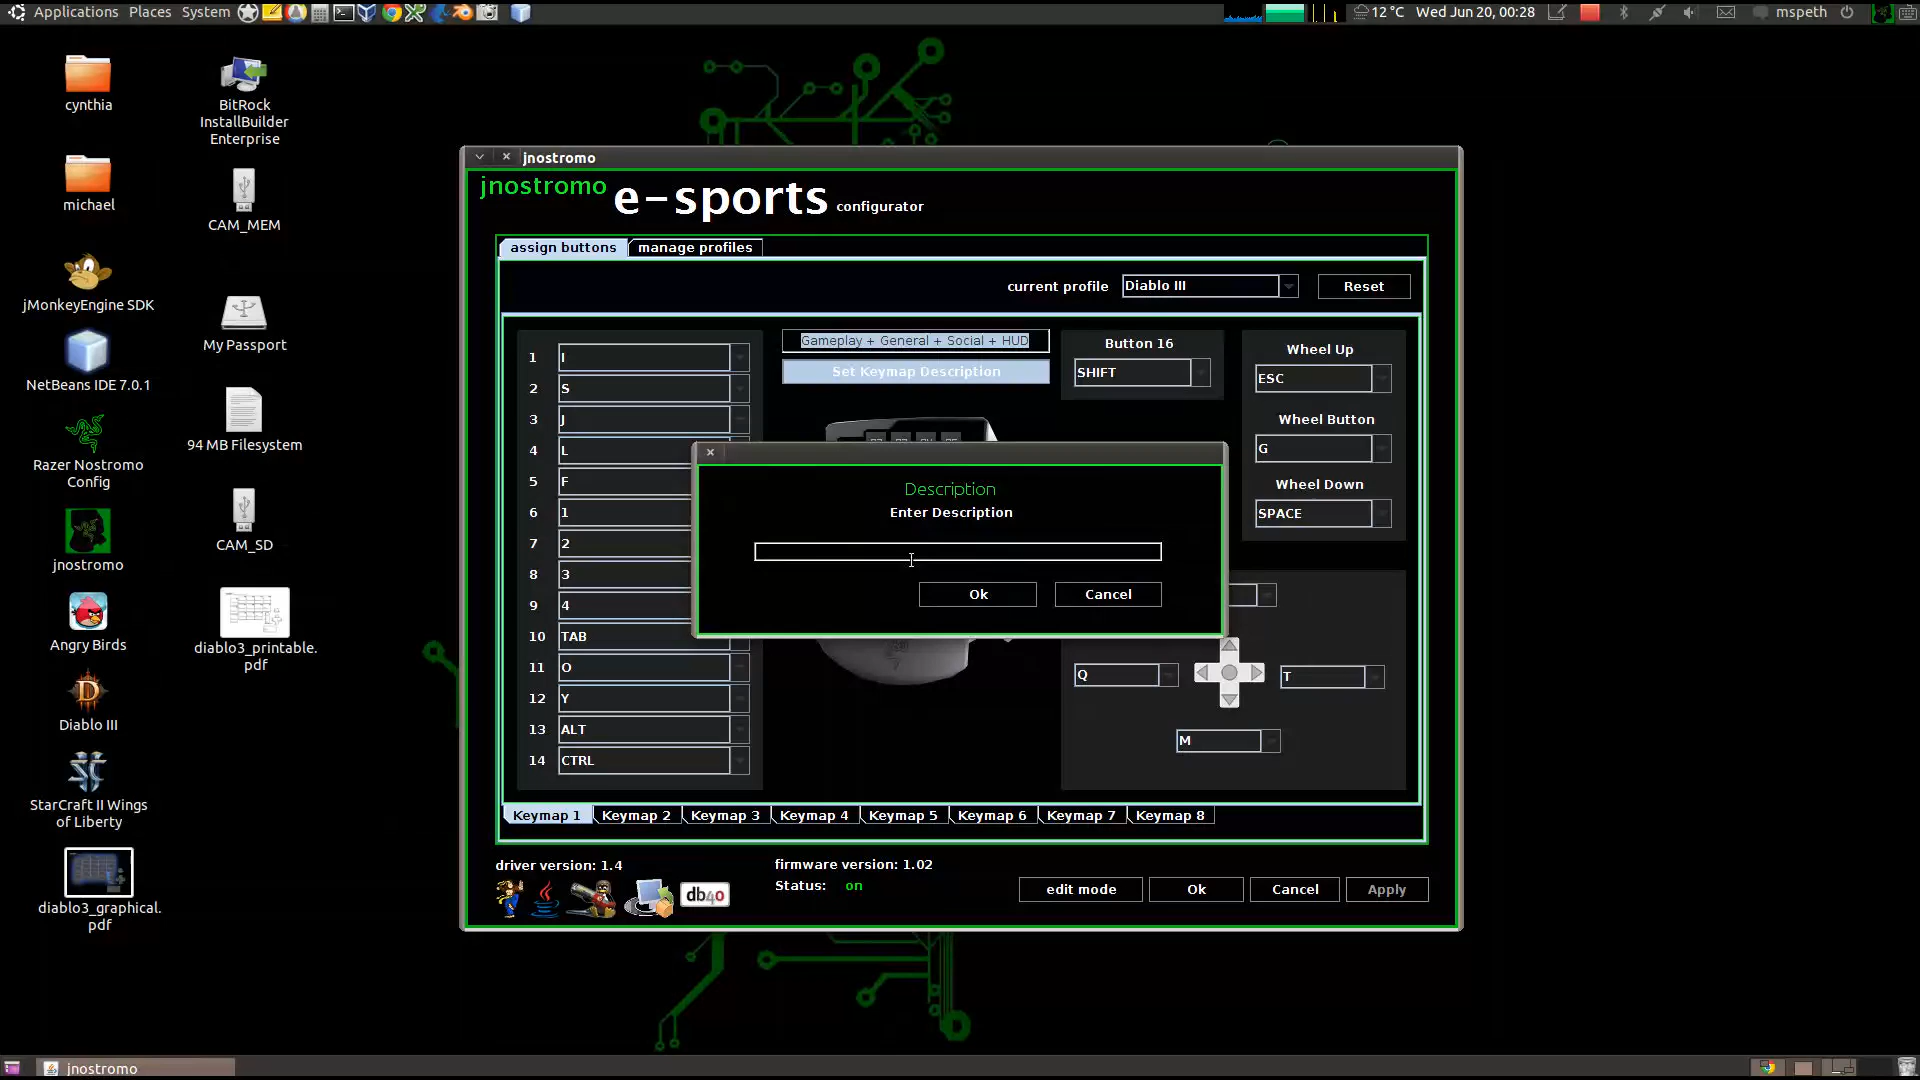 Applications Places System
12 °C Wed Jun 20, 00:28
mspeth
cynthia
BitRock
InstallBuilder
Enterprise
michael
CAM_MEM
jMonkeyEngine SDK
My Passport
NetBeans IDE 7.0.1
94 MB Filesystem
Razer Nostromo
Config
CAM_SD
jnostromo
Angry Birds
diablo3_printable.
pdf
Diablo III
StarCraft II Wings
of Liberty
diablo3_graphical.
pdf
jnostromo
jnostromo e-sports configurator
assign buttons manage profiles
current profile Diablo III Reset
1 I
2 S
3 J
4 L
5 F
6 1
7 2
8 3
9 4
10 TAB
11 O
12 Y
13 ALT
14 CTRL
Gameplay + General + Social + HUD
Set Keymap Description
Button 16
SHIFT
Wheel Up
ESC
Wheel Button
G
Wheel Down
SPACE
Description
Enter Description
Ok Cancel
Q T
M
Keymap 1 Keymap 2 Keymap 3 Keymap 4 Keymap 5 Keymap 6 Keymap 7 Keymap 8
driver version: 1.4
firmware version: 1.02
Status: on
db4o
edit mode Ok Cancel Apply
jnostromo